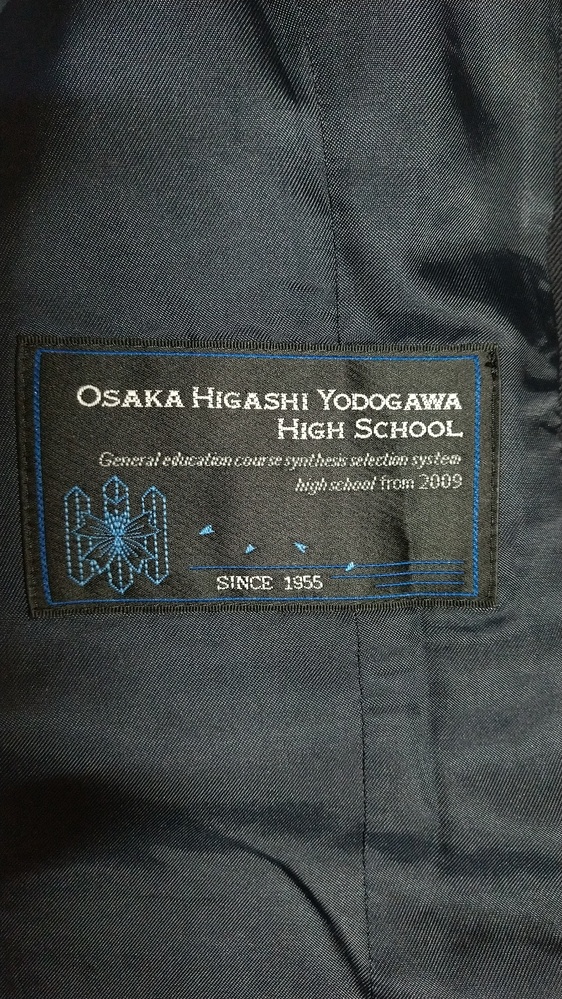 OSAKA HIGASHI YODOGAWA
HIGH SCHOOL
General education course synthesis selection system
high school from 2009
SINCE 1955